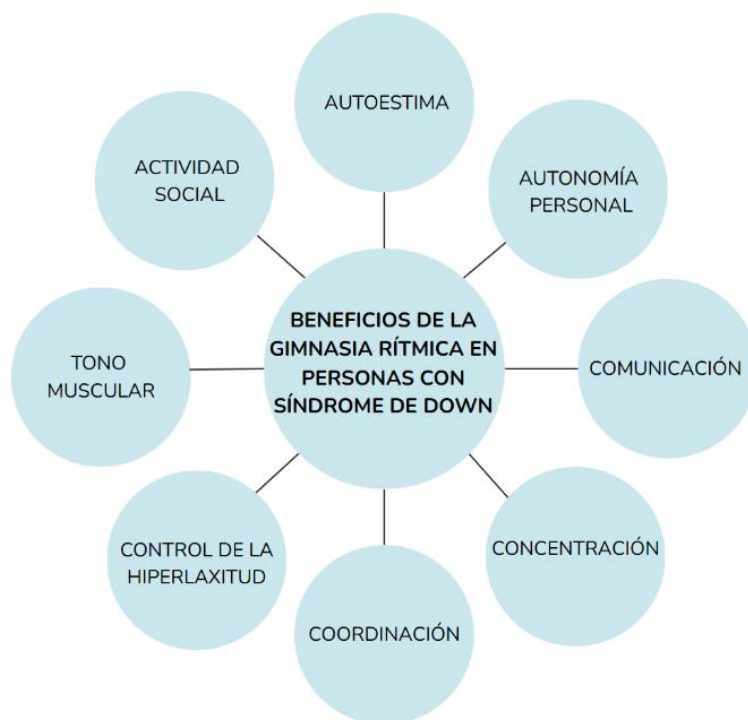 AUTOESTIMA
ACTIVIDAD
SOCIAL
AUTONOMÍA
PERSONAL
BENEFICIOS DE LA
GIMNASIA RÍTMICA EN
PERSONAS CON
SÍNDROME DE DOWN
TONO
MUSCULAR
COMUNICACIÓN
CONTROL DE LA
HIPERLAXITUD
CONCENTRACIÓN
COORDINACIÓN